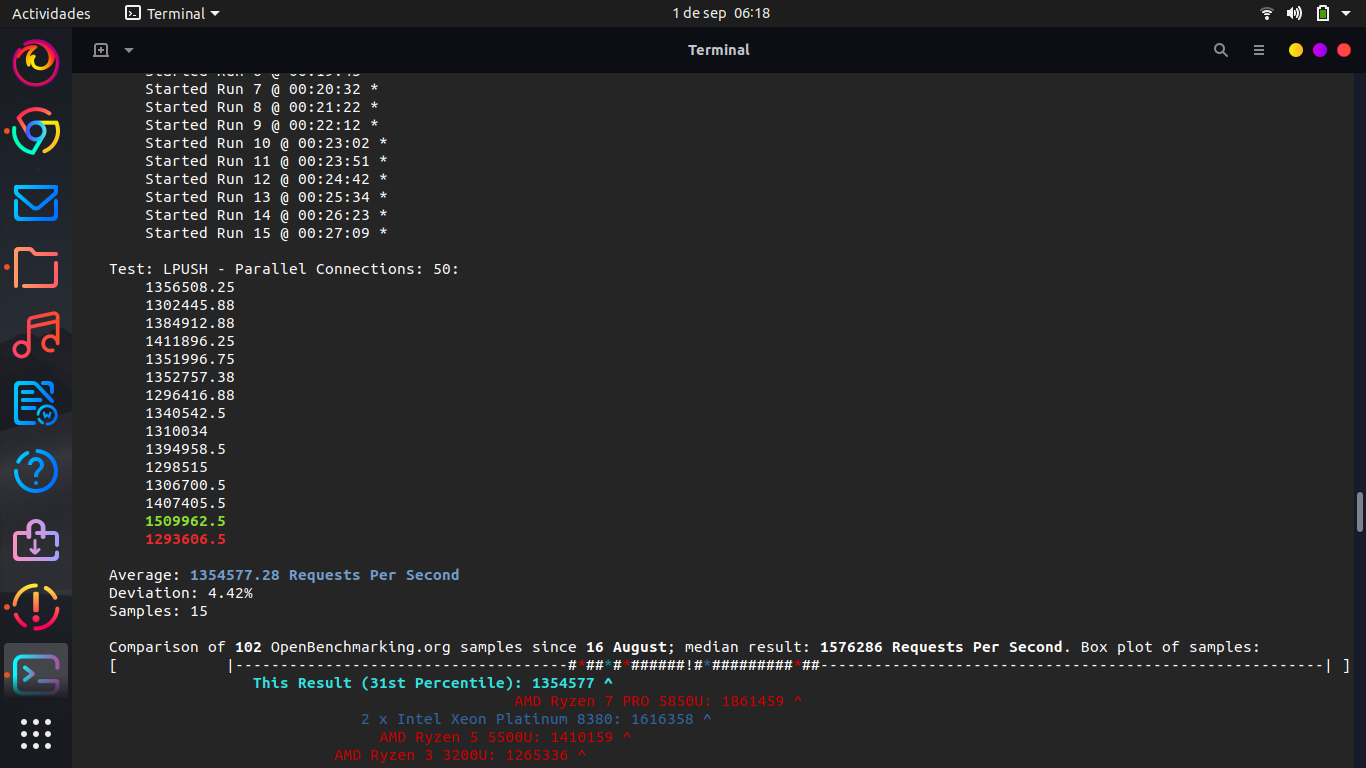 Actividades Terminal 1 de sep 06:18
Terminal
Started Run 6 @ 00:19:43
Started Run 7 @ 00:20:32 *
Started Run 8 @ 00:21:22 *
Started Run 9 @ 00:22:12 *
Started Run 10 @ 00:23:02 *
Started Run 11 @ 00:23:51 *
Started Run 12 @ 00:24:42 *
Started Run 13 @ 00:25:34 *
Started Run 14 @ 00:26:23 *
Started Run 15 @ 00:27:09 *
Test: LPUSH - Parallel Connections: 50:
1356508.25
1302445.88
1384912.88
1411896.25
1351996.75
1352757.38
1296416.88
1340542.5
1310034
1394958.5
1298515
1306700.5
1407405.5
1509962.5
1293606.5
Average: 1354577.28 Requests Per Second
Deviation: 4.42%
Samples: 15
Comparison of 102 OpenBenchmarking.org samples since 16 August; median result: 1576286 Requests Per Second. Box plot of samples:
[ |-------------------------------------#*##*#*######!#*#########*##--------------------------------------------------------| ]
This Result (31st Percentile): 1354577 ^
AMD Ryzen 7 PRO 5850U: 1861459 ^
2 x Intel Xeon Platinum 8380: 1616358 ^
AMD Ryzen 5 5500U: 1410159 ^
AMD Ryzen 3 3200U: 1265336 ^